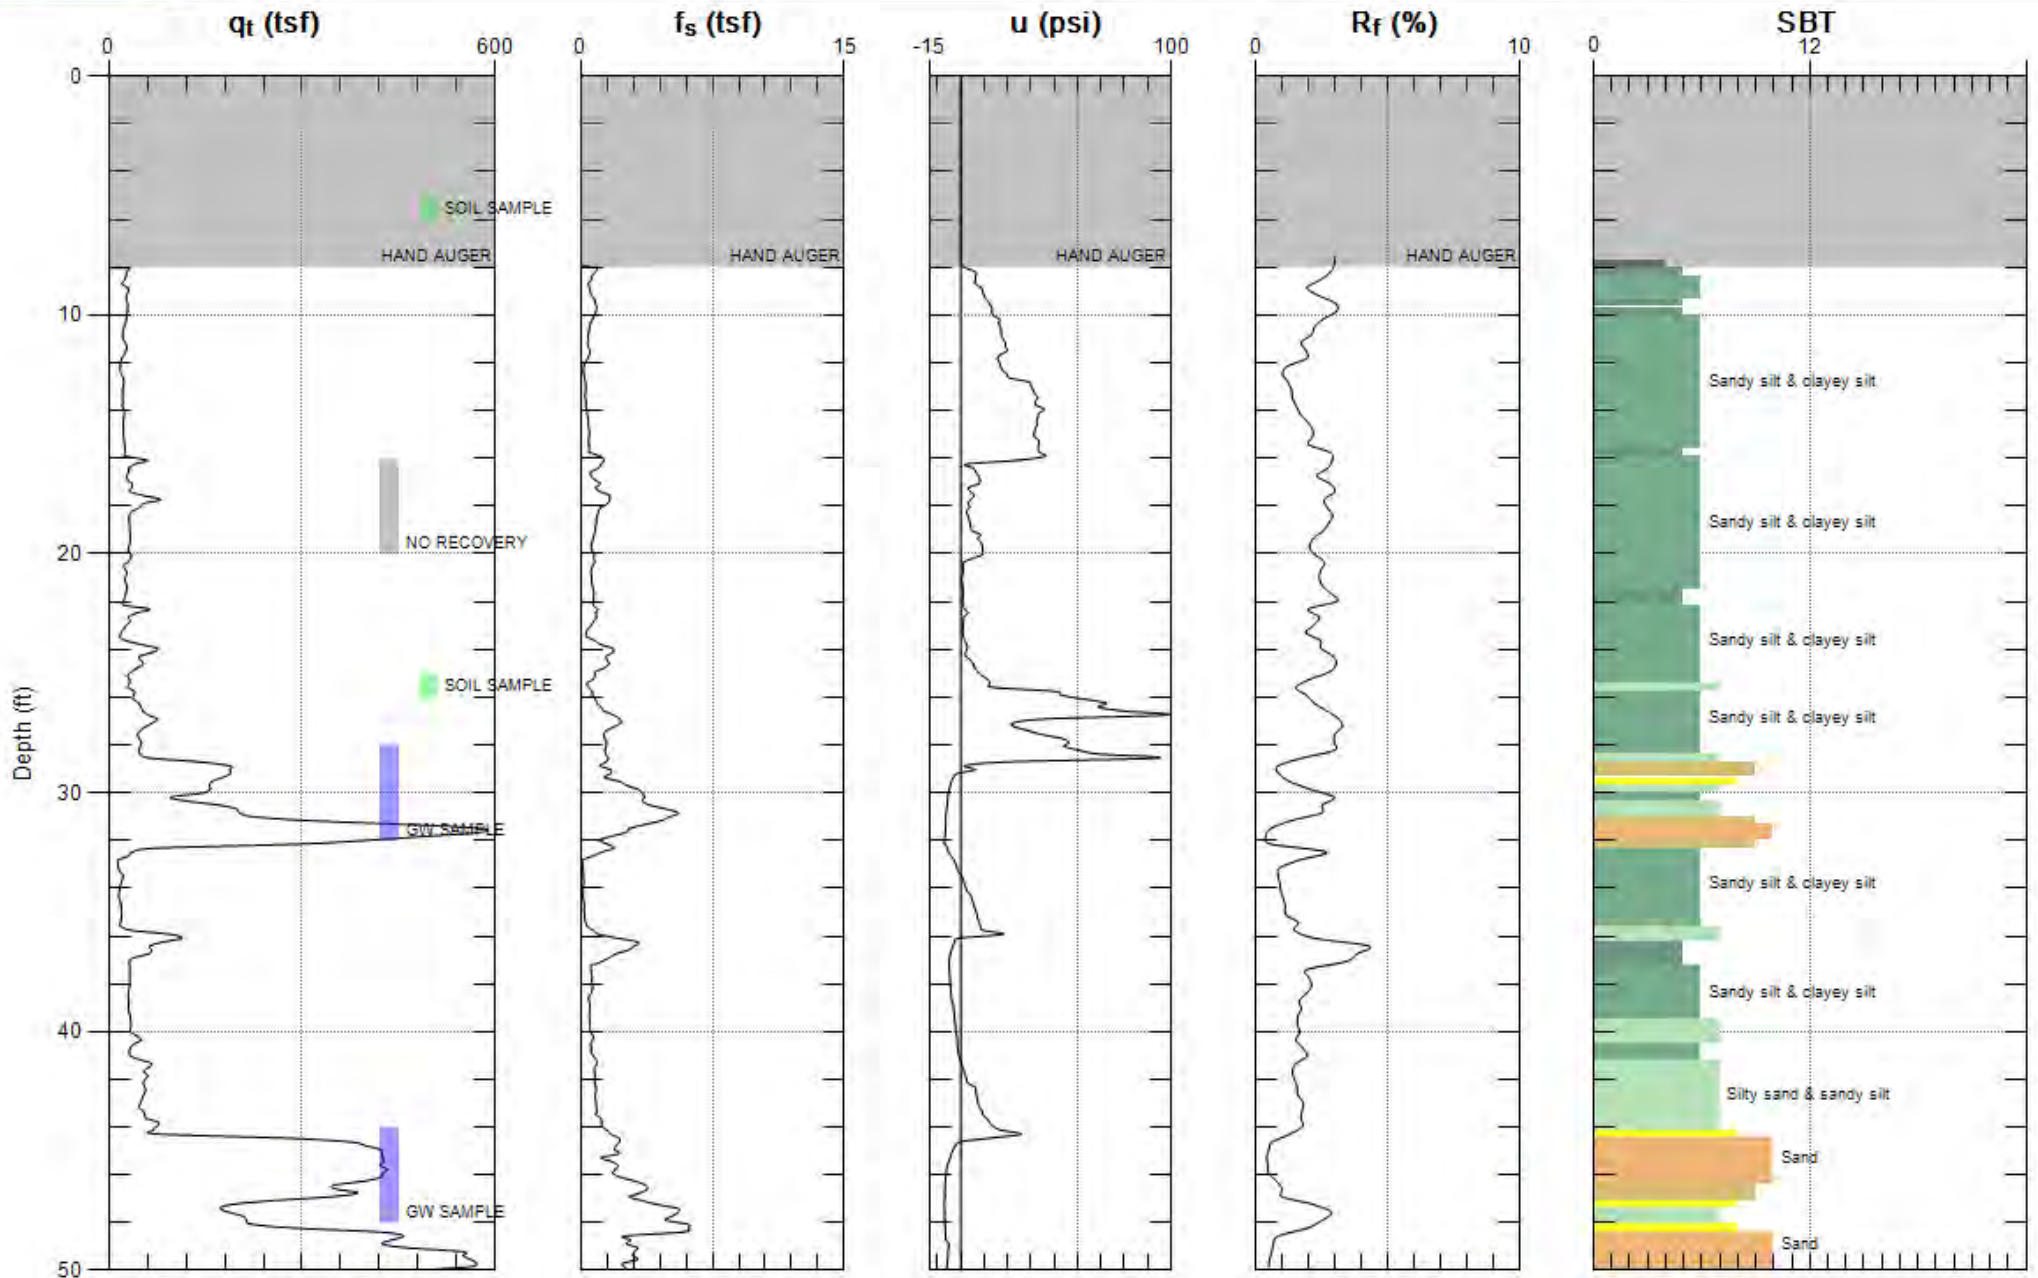 qt (tsf) fs (tsf) u (psi) Rf (%) SBT
0 600 0 15 -15 100 0 10 0 12
0
SOIL SAMPLE
HAND AUGER HAND AUGER HAND AUGER HAND AUGER
10
Sandy silt & clayey silt
Sandy silt & clayey silt
NO RECOVERY
20
Sandy silt & clayey silt
SOIL SAMPLE
Sandy silt & clayey silt
Depth (ft)
30
GW SAMPLE
Sandy silt & clayey silt
Sandy silt & clayey silt
40
Silty sand & sandy silt
Sand
GW SAMPLE
Sand
50